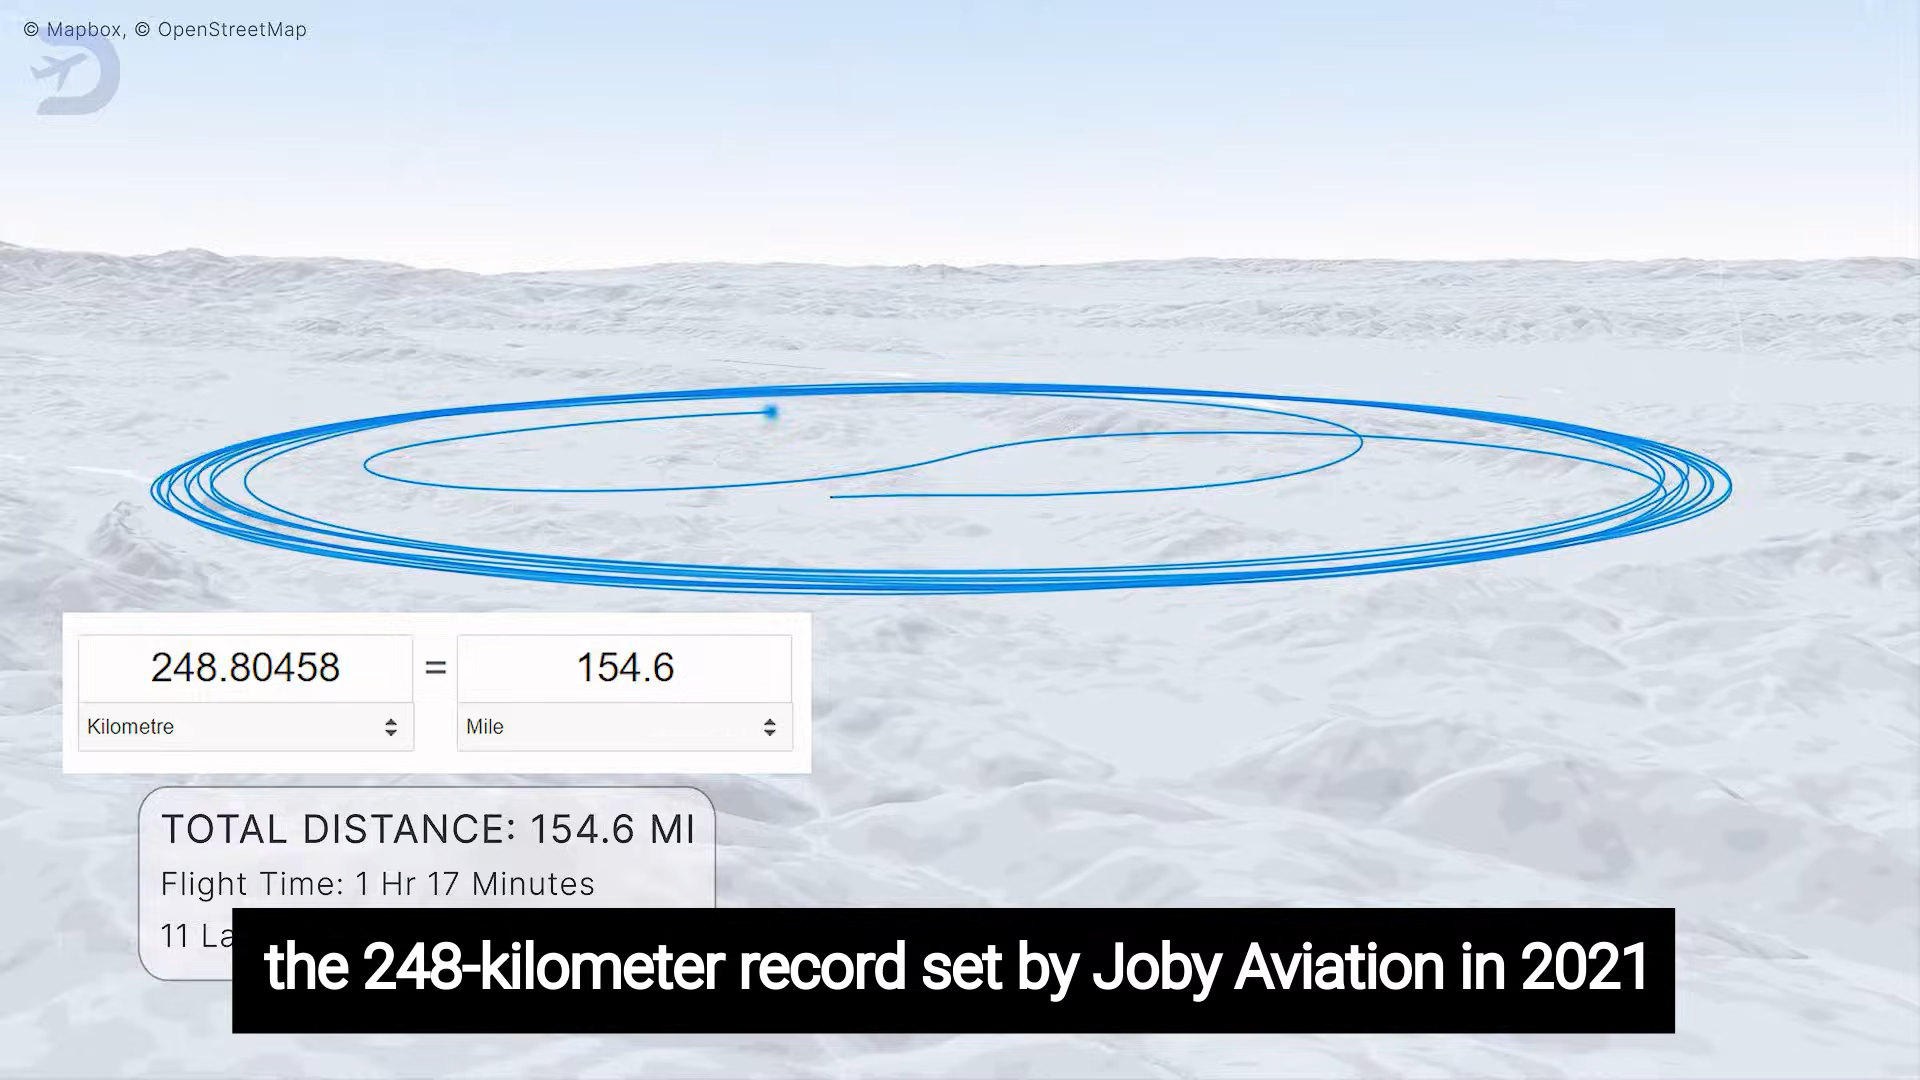 © Mapbox, © OpenStreetMap
248.80458 = 154.6
Kilometre Mile
TOTAL DISTANCE: 154.6 MI
Flight Time: 1 Hr 17 Minutes
11
the 248-kilometer record set by Joby Aviation in 2021